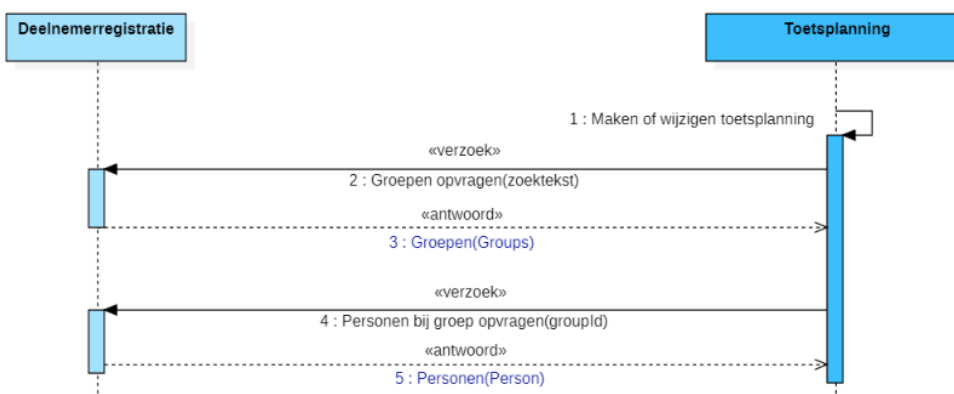 Deelnemerregistratie
Toetsplanning
1 : Maken of wijzigen toetsplanning
«verzoek»
2 : Groepen opvragen(zoektekst)
«antwoord»
3 : Groepen(Groups)
«verzoek»
4 : Personen bij groep opvragen(groupId)
«antwoord»
5 : Personen(Person)